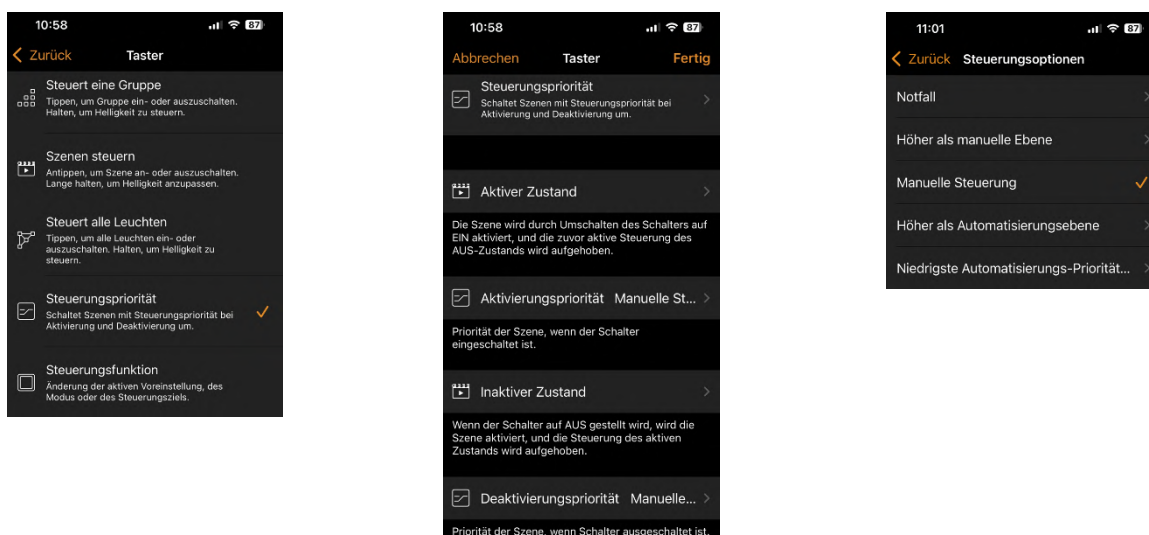 10:58
87
Zurück
Taster
Steuert eine Gruppe
Tippen, um Gruppe ein- oder auszuschalten.
Halten, um Helligkeit zu steuern.
Szenen steuern
Antippen, um Szene an- oder auszuschalten.
Lange halten, um Helligkeit anzupassen.
Steuert alle Leuchten
Tippen, um alle Leuchten ein- oder
auszuschalten. Halten, um Helligkeit zu
steuern.
Steuerungspriorität
Schaltet Szenen mit Steuerungspriorität bei
Aktivierung und Deaktivierung um.
Steuerungsfunktion
Änderung der aktiven Voreinstellung, des
Modus oder des Steuerungsziels.
10:58
87
Abbrechen
Taster
Fertig
Steuerungspriorität
Schaltet Szenen mit Steuerungspriorität bei
Aktivierung und Deaktivierung um.
Aktiver Zustand
Die Szene wird durch Umschalten des Schalters auf
EIN aktiviert, und die zuvor aktive Steuerung des
AUS-Zustands wird aufgehoben.
Aktivierungspriorität Manuelle St...
Priorität der Szene, wenn der Schalter
eingeschaltet ist.
Inaktiver Zustand
Wenn der Schalter auf AUS gestellt wird, wird die
Szene aktiviert, und die Steuerung des aktiven
Zustands wird aufgehoben.
Deaktivierungspriorität Manuelle...
Priorität der Szene, wenn Schalter ausgeschaltet ist.
11:01
87
Zurück
Steuerungsoptionen
Notfall
Höher als manuelle Ebene
Manuelle Steuerung
Höher als Automatisierungsebene
Niedrigste Automatisierungs-Priorität...